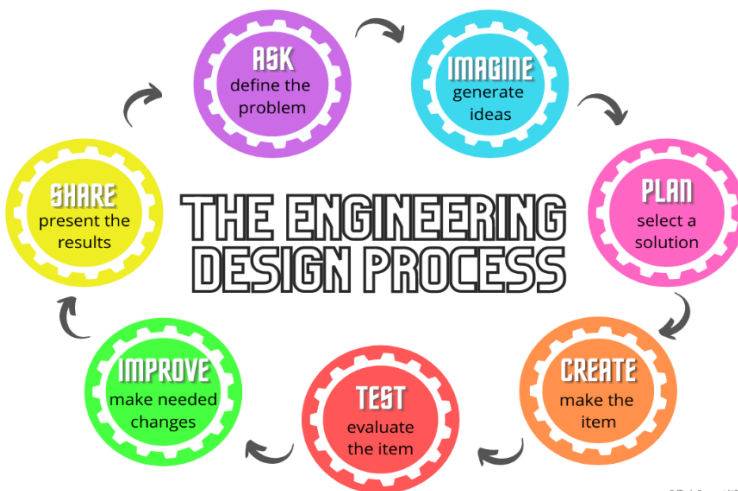 ASK
define the
problem
IMAGINE
generate
ideas
PLAN
select a
solution
CREATE
make the
item
TEST
evaluate
the item
IMPROVE
make needed
changes
SHARE
present the
results
THE ENGINEERING
DESIGN PROCESS